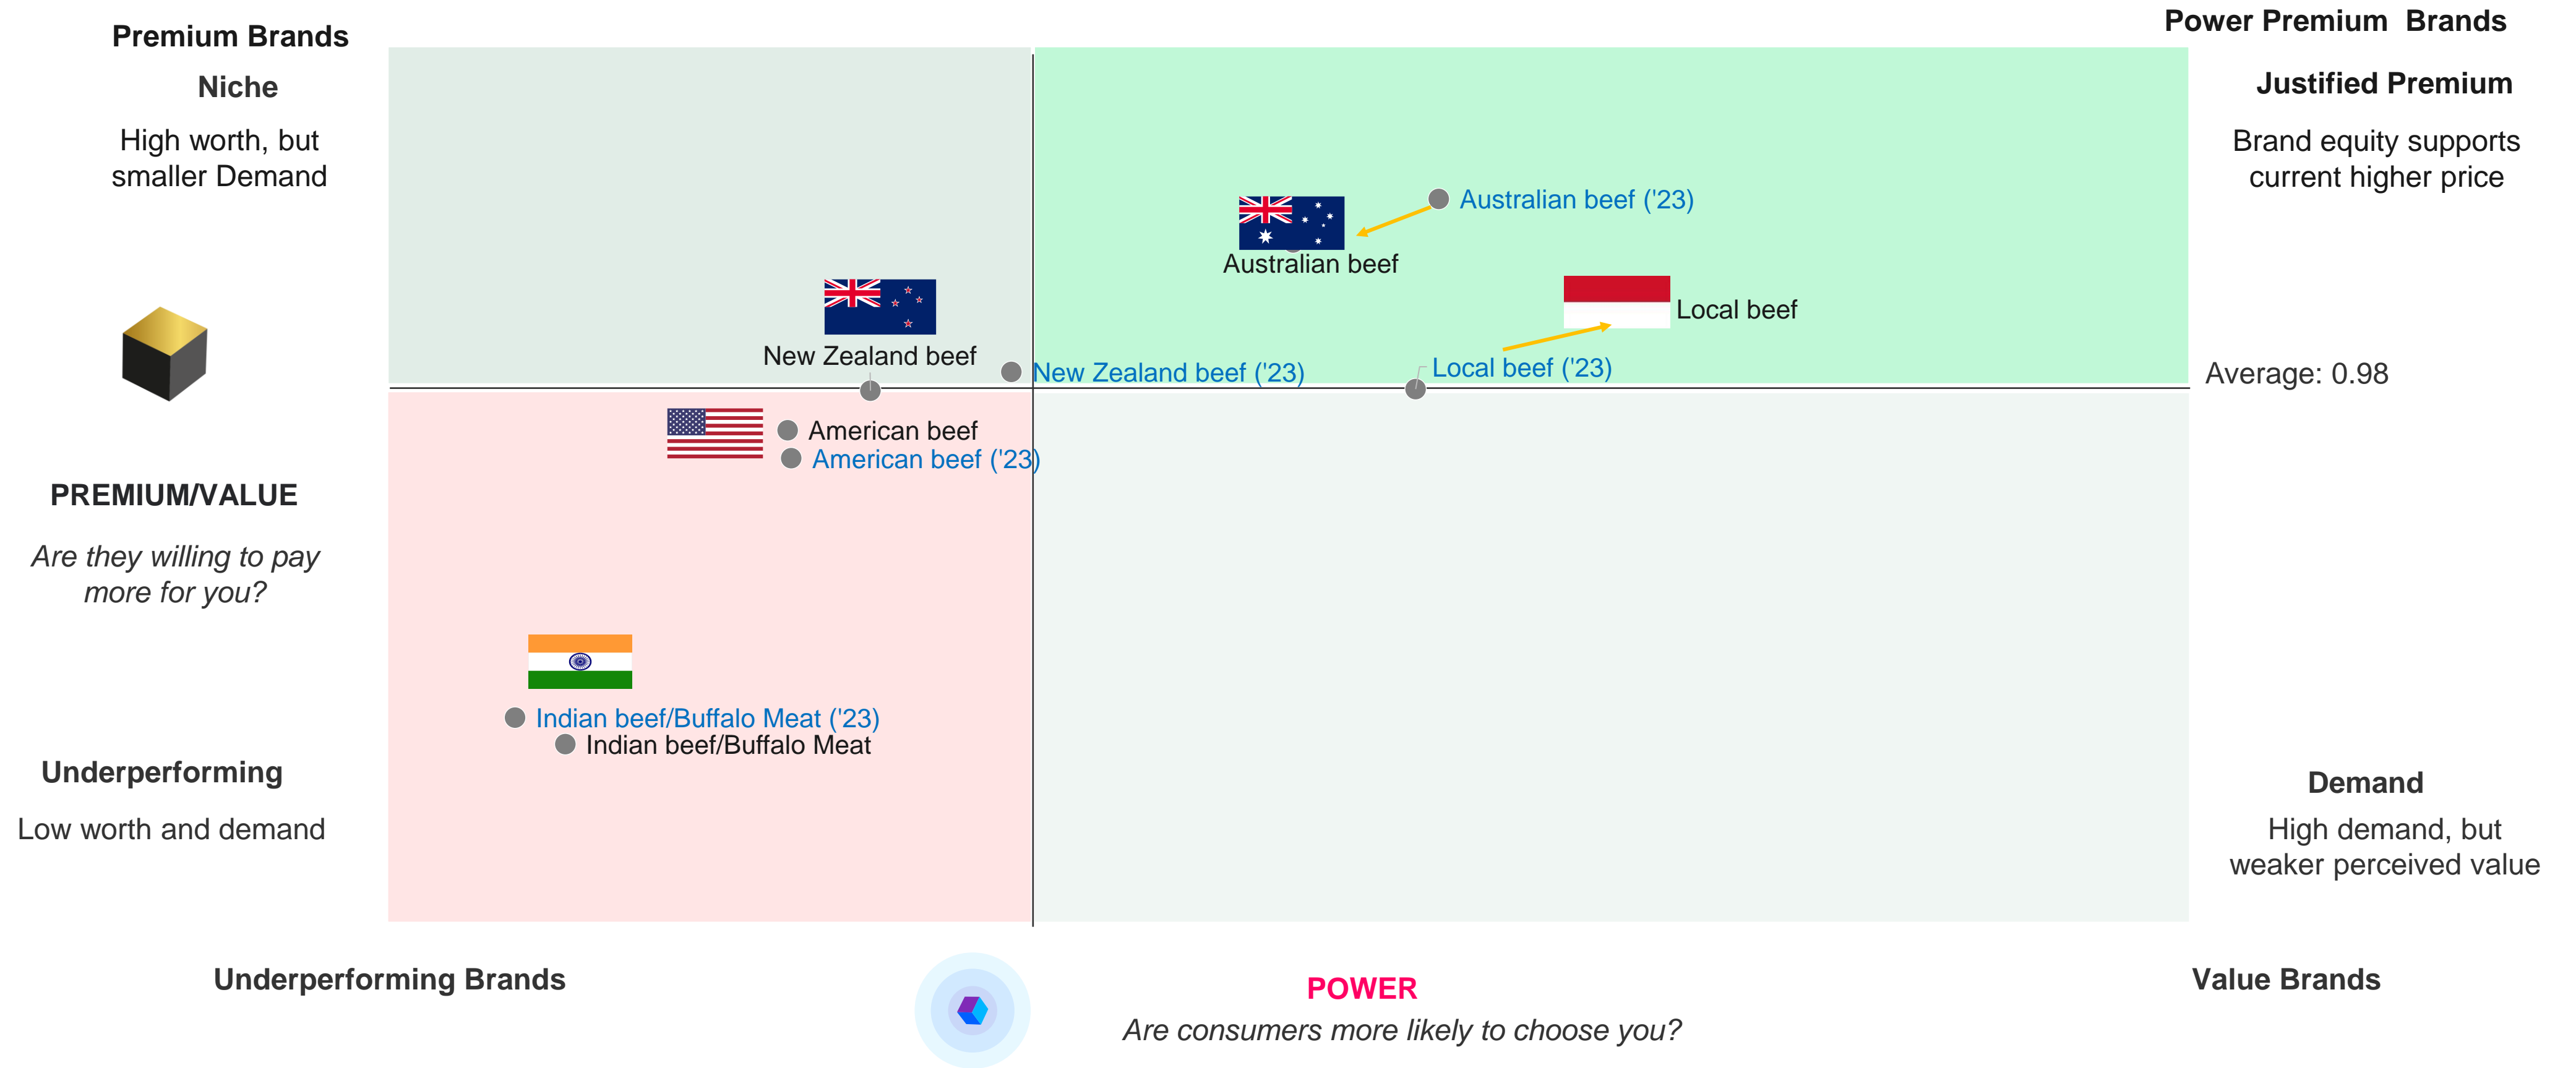 Premium Brands
Power Premium  Brands
Niche
Justified Premium
High worth, but
smaller Demand
Brand equity supports
current higher price
Australian beef ('23)
Australian beef
Local beef
New Zealand beef
New Zealand beef ('23)
Local beef ('23)
Average: 0.98
American beef
American beef ('23)
PREMIUM/VALUE
Are they willing to pay
more for you?
Indian beef/Buffalo Meat ('23)
Indian beef/Buffalo Meat
Underperforming
Low worth and demand
Demand
High demand, but
weaker perceived value
Underperforming Brands
POWER
Are consumers more likely to choose you?
Value Brands